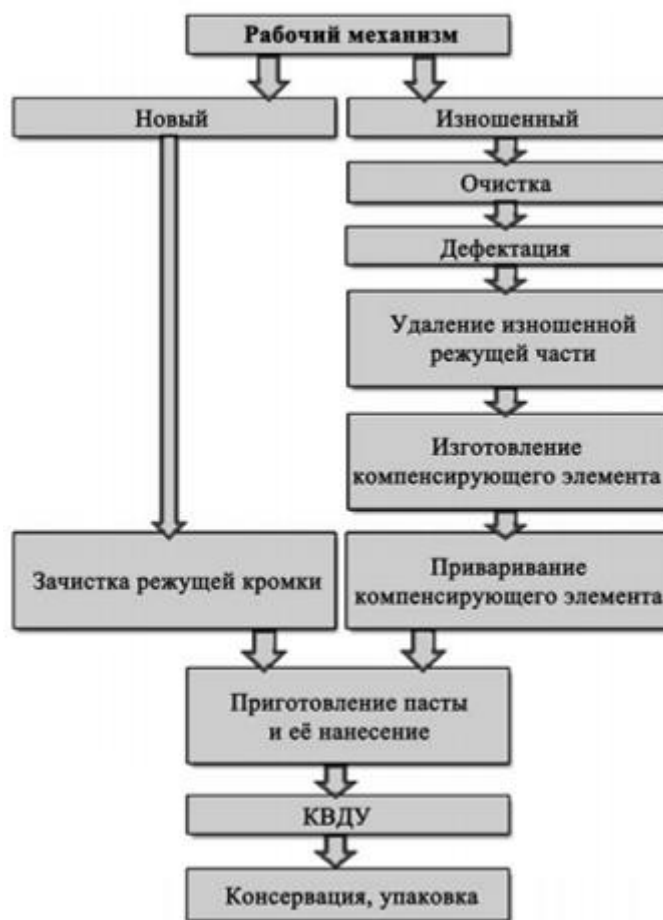 Рабочий механизм
Новый
Изношенный
Очистка
Дефектация
Удаление изношенной
режущей части
Изготовление
компенсирующего элемента
Зачистка режущей кромки
Приваривание
компенсирующего элемента
Приготовление пасты
и её нанесение
КВДУ
Консервация, упаковка